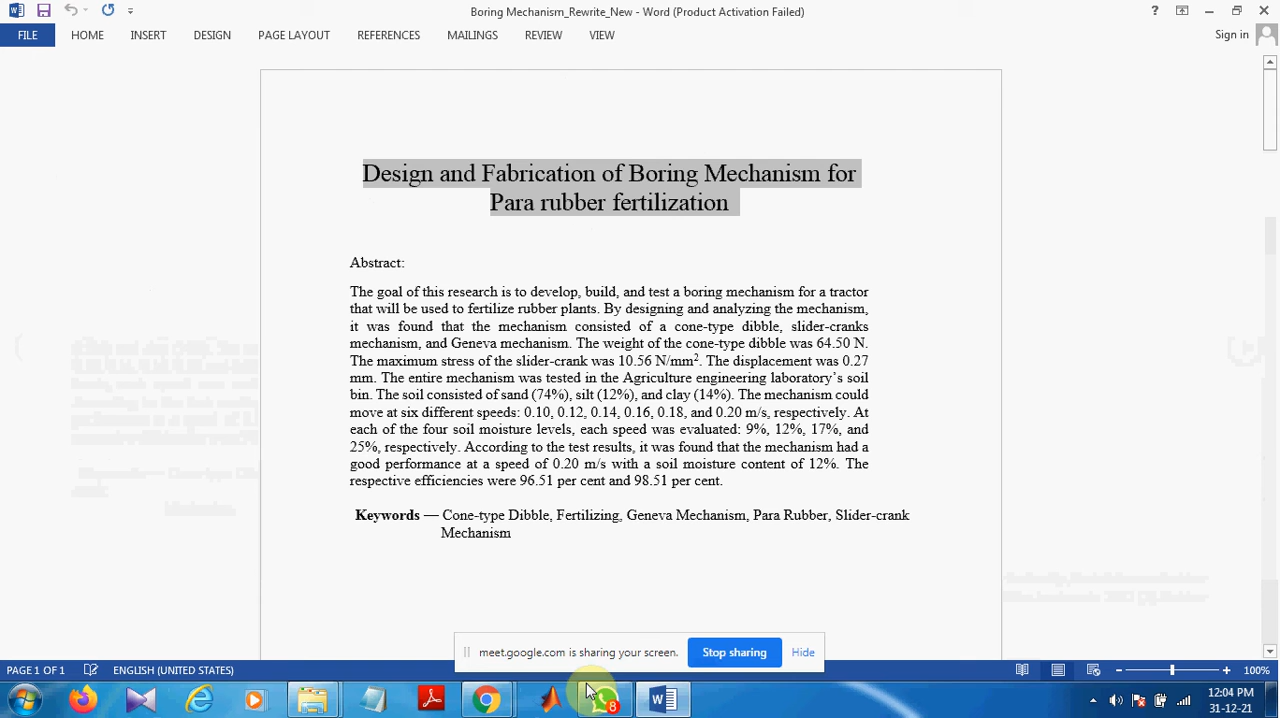 Boring Mechanism_Rewrite_New - Word (Product Activation Failed)
FILE HOME INSERT DESIGN PAGE LAYOUT REFERENCES MAILINGS REVIEW VIEW Sign in
Design and Fabrication of Boring Mechanism for
Para rubber fertilization
Abstract:
The goal of this research is to develop, build, and test a boring mechanism for a tractor
that will be used to fertilize rubber plants. By designing and analyzing the mechanism,
it was found that the mechanism consisted of a cone-type dibble, slider-cranks
mechanism, and Geneva mechanism. The weight of the cone-type dibble was 64.50 N.
The maximum stress of the slider-crank was 10.56 N/mm². The displacement was 0.27
mm. The entire mechanism was tested in the Agriculture engineering laboratory’s soil
bin. The soil consisted of sand (74%), silt (12%), and clay (14%). The mechanism could
move at six different speeds: 0.10, 0.12, 0.14, 0.16, 0.18, and 0.20 m/s, respectively. At
each of the four soil moisture levels, each speed was evaluated: 9%, 12%, 17%, and
25%, respectively. According to the test results, it was found that the mechanism had a
good performance at a speed of 0.20 m/s with a soil moisture content of 12%. The
respective efficiencies were 96.51 per cent and 98.51 per cent.
Keywords — Cone-type Dibble, Fertilizing, Geneva Mechanism, Para Rubber, Slider-crank
Mechanism
meet.google.com is sharing your screen. Stop sharing Hide
PAGE 1 OF 1 ENGLISH (UNITED STATES) 100%
8
12:04 PM
31-12-21